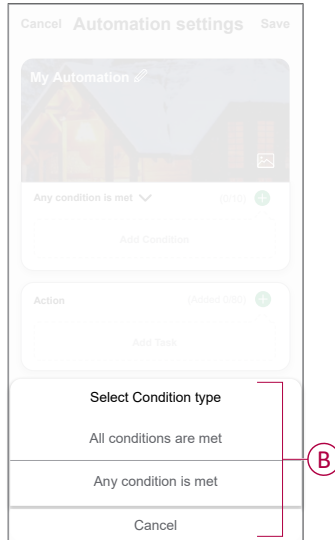 Cancel Automation settings Save
My Automation
Any condition is met (0/10)
Add Condition
Action (Added 0/50)
Add Task
Select Condition type
All conditions are met
Any condition is met
B
Cancel